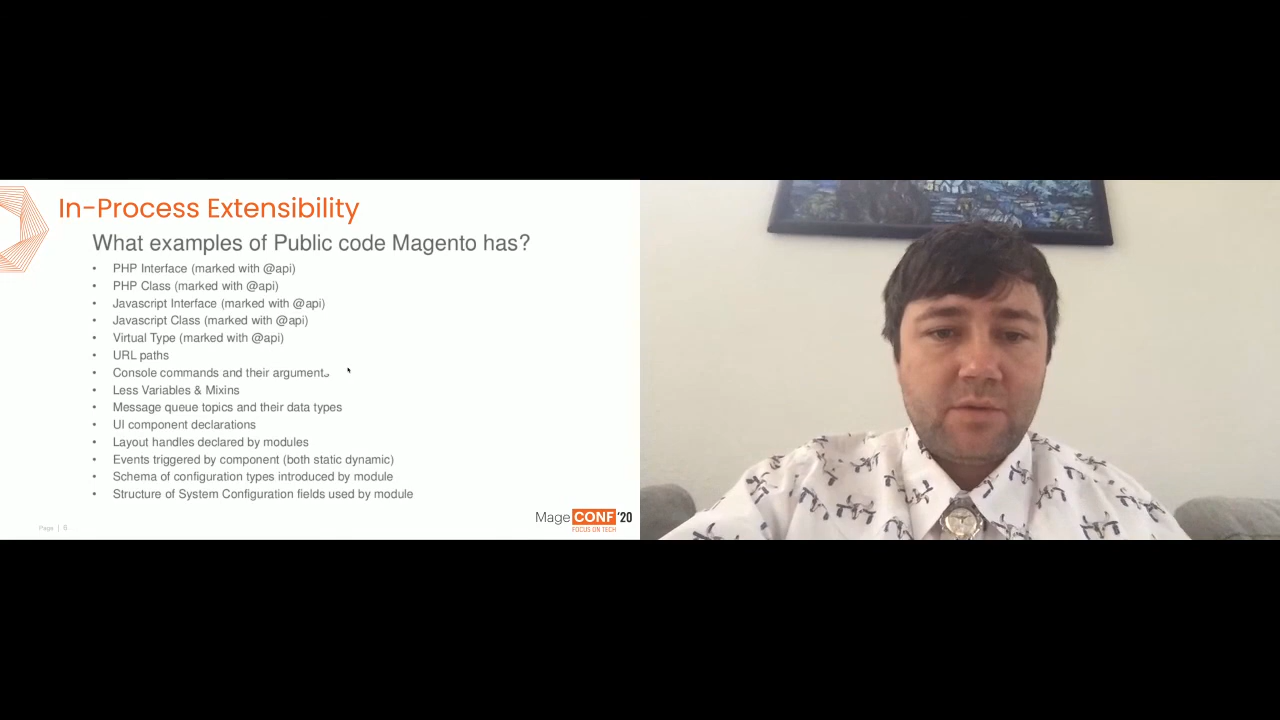 In-Process Extensibility
What examples of Public code Magento has?
• PHP Interface (marked with @api)
• PHP Class (marked with @api)
• Javascript Interface (marked with @api)
• Javascript Class (marked with @api)
• Virtual Type (marked with @api)
• URL paths
• Console commands and their arguments
• Less Variables & Mixins
• Message queue topics and their data types
• UI component declarations
• Layout handles declared by modules
• Events triggered by component (both static dynamic)
• Schema of configuration types introduced by module
• Structure of System Configuration fields used by module
Page | 6
Mage CONF '20
FOCUS ON TECH